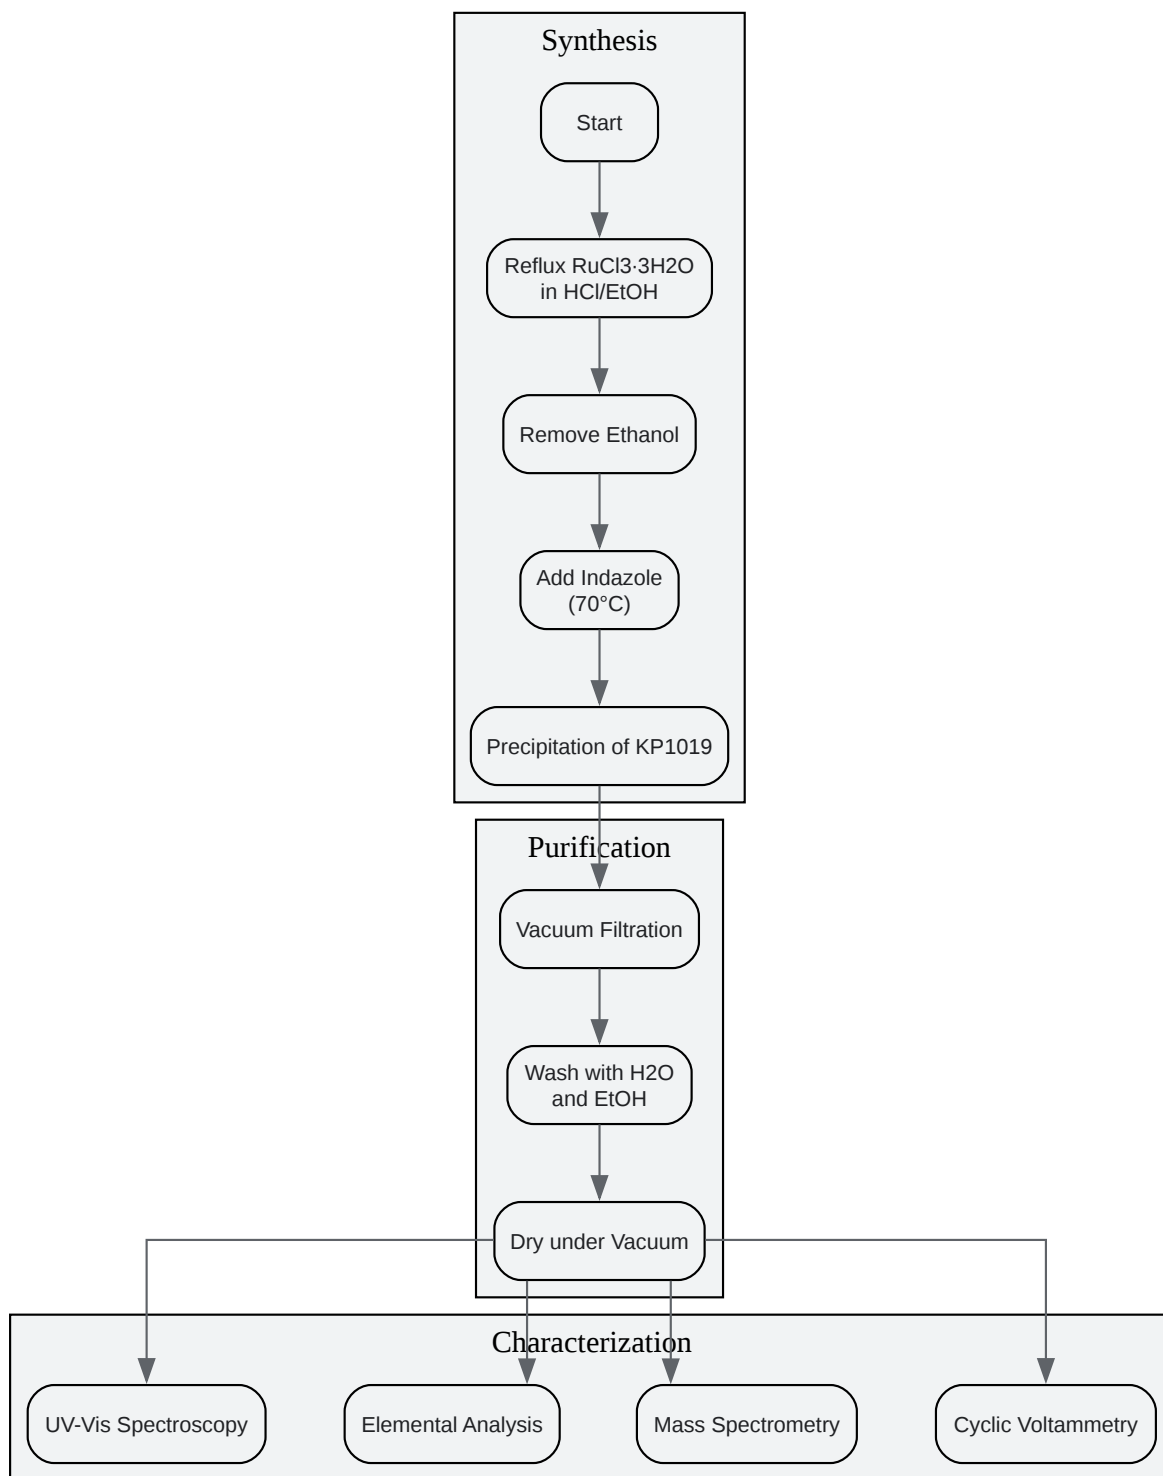 Synthesis
Start
Reflux RuCl3·3H2O
in HCl/EtOH
Remove Ethanol
Add Indazole
(70°C)
Precipitation of KP1019
Purification
Vacuum Filtration
Wash with H2O
and EtOH
Dry under Vacuum
Characterization
UV-Vis Spectroscopy
Elemental Analysis
Mass Spectrometry
Cyclic Voltammetry